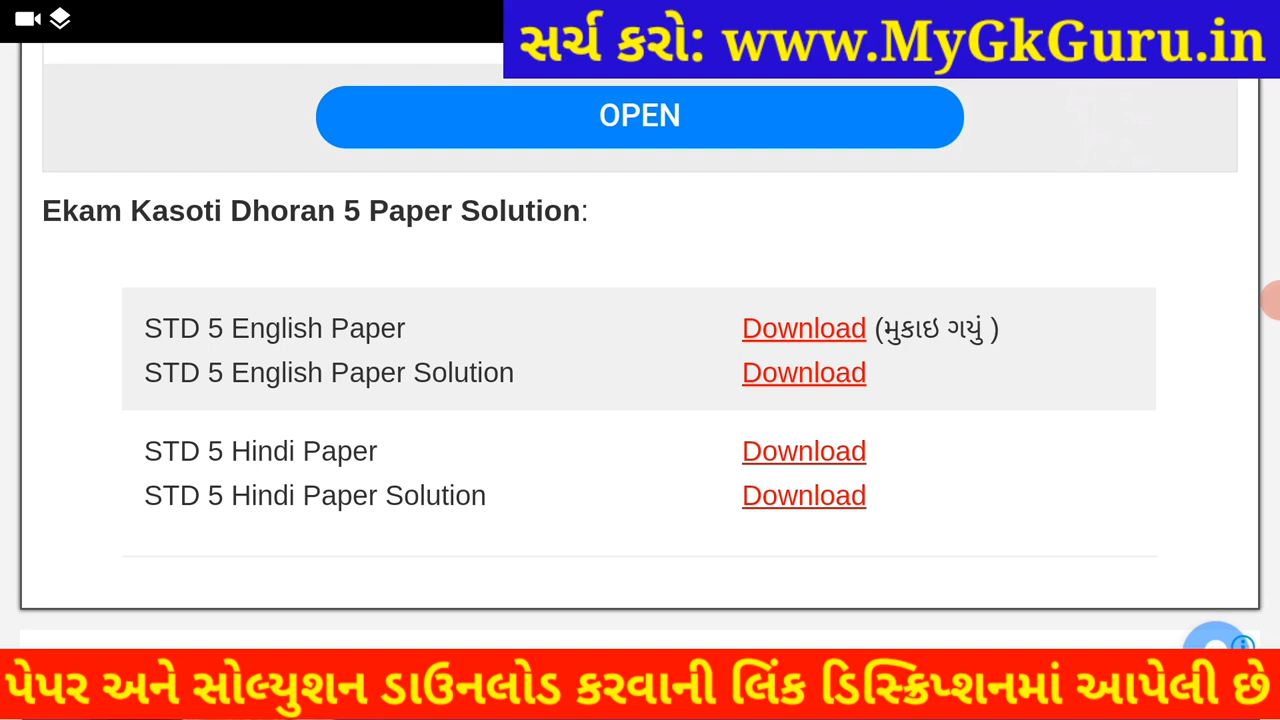 સર્ચ કરો: www.MyGkGuru.in
OPEN
Ekam Kasoti Dhoran 5 Paper Solution:
STD 5 English Paper Download (મુકાઇ ગયું )
STD 5 English Paper Solution Download
STD 5 Hindi Paper Download
STD 5 Hindi Paper Solution Download
પેપર અને સોલ્યુશન ડાઉનલોડ કરવાની લિંક ડિસ્ક્રિપ્શનમાં આપેલી છે